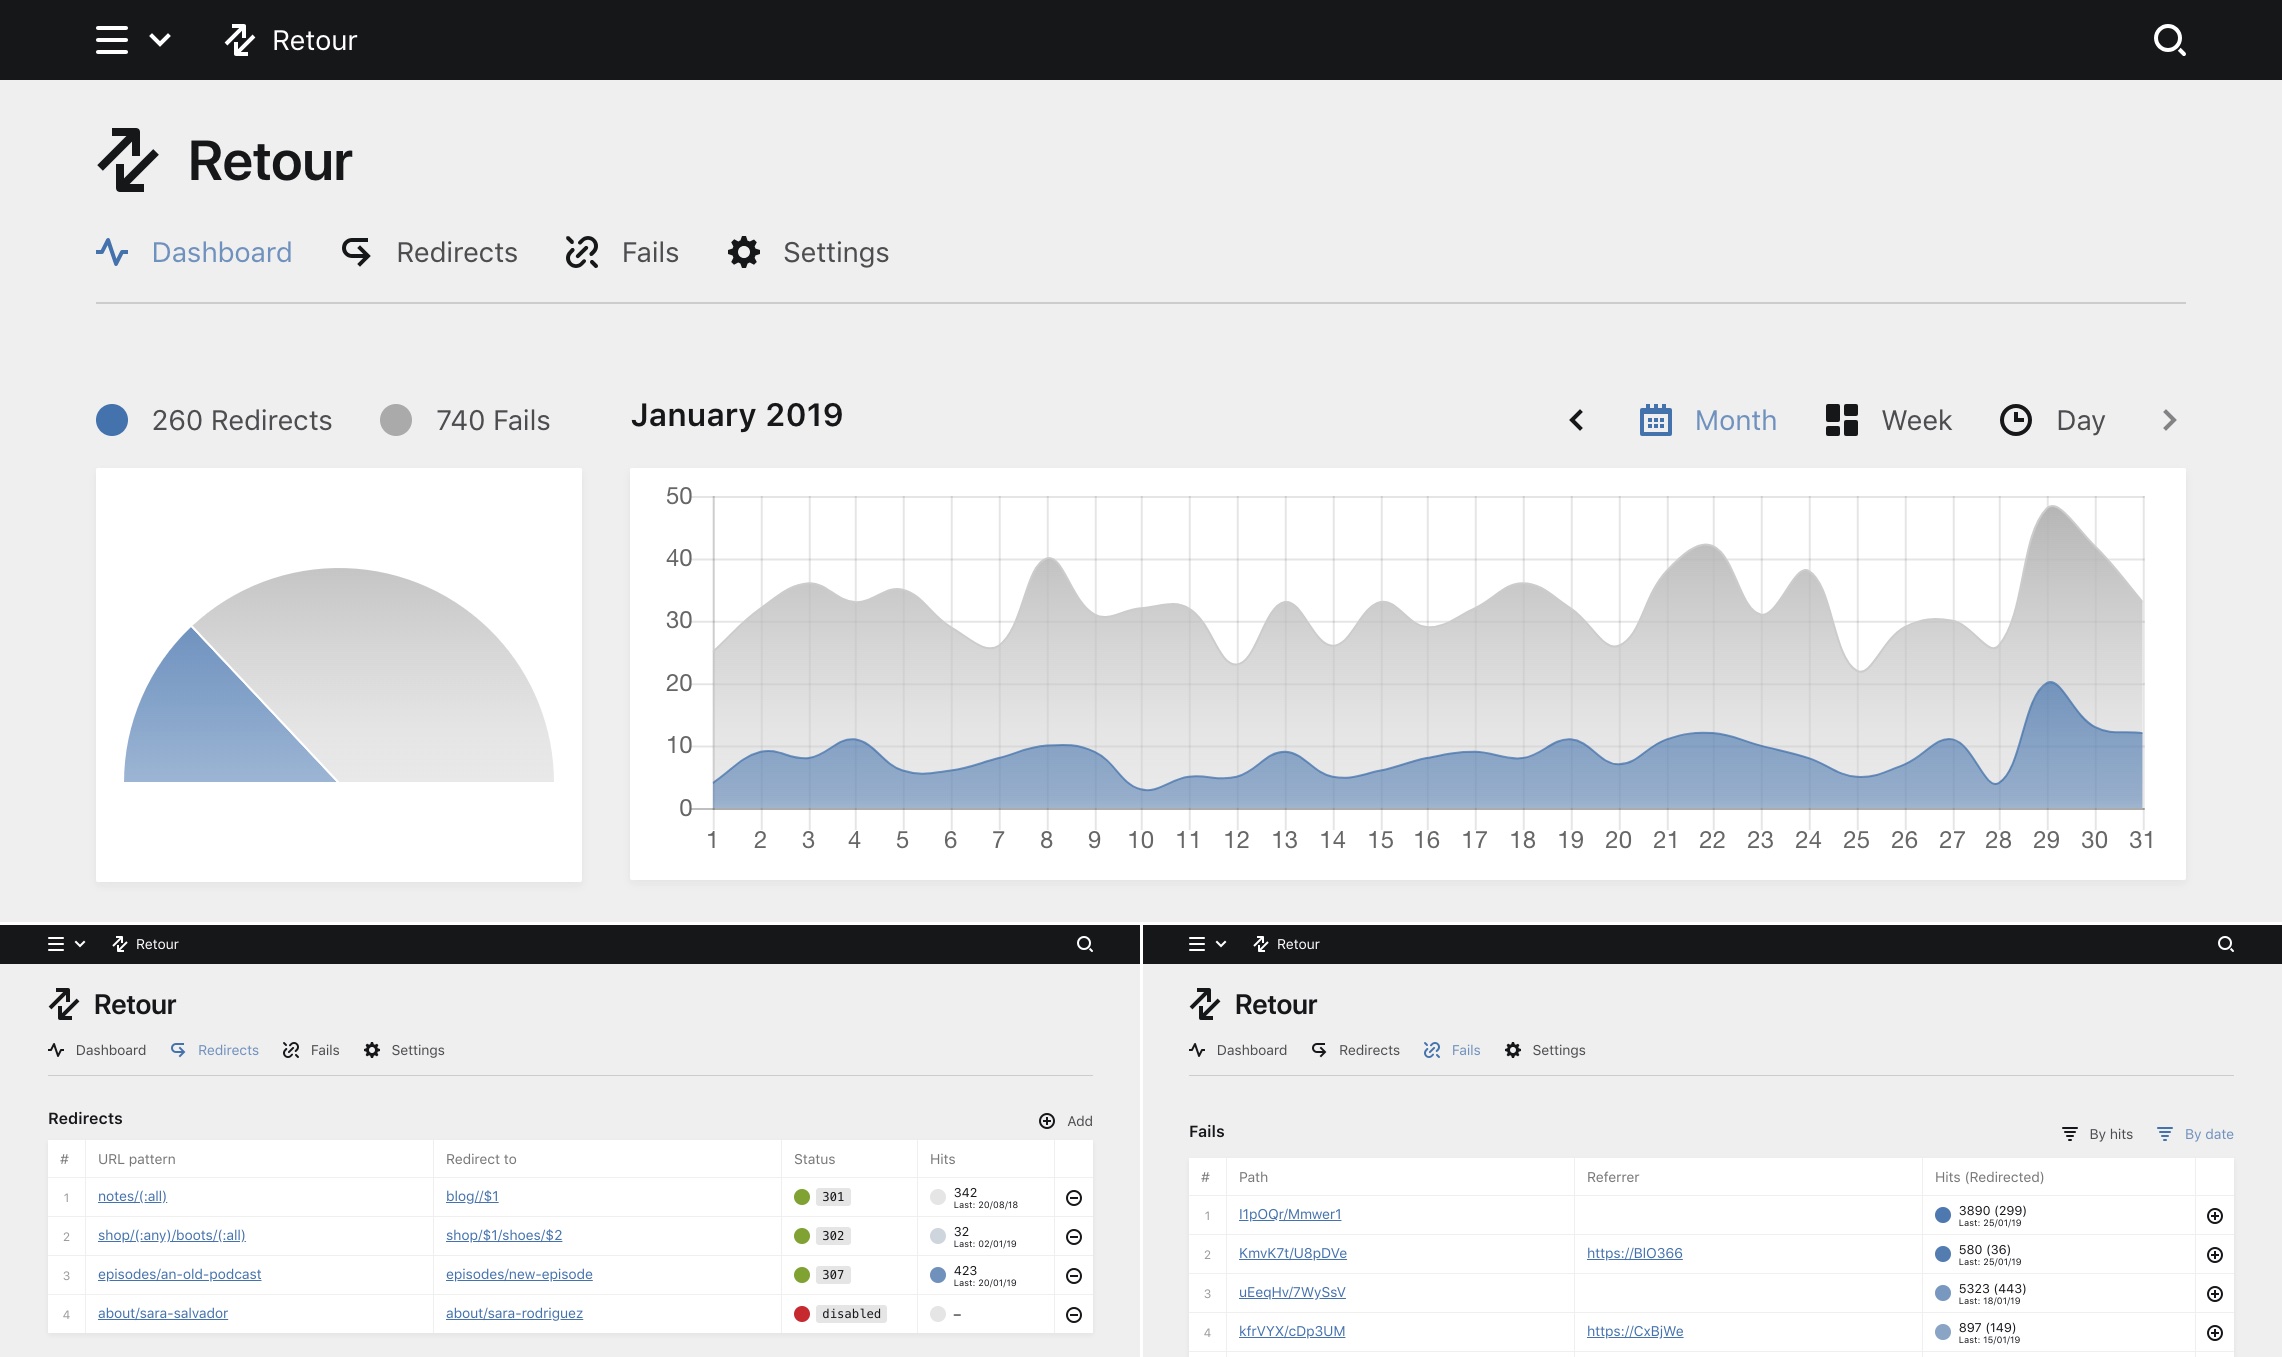 Retour
Retour
Dashboard Redirects Fails Settings
260 Redirects 740 Fails January 2019 Month Week Day
50
40
30
20
10
0
1 2 3 4 5 6 7 8 9 10 11 12 13 14 15 16 17 18 19 20 21 22 23 24 25 26 27 28 29 30 31
Retour
Retour
Dashboard Redirects Fails Settings
Redirects Add
# URL pattern Redirect to Status Hits
1 notes/(:all) blog//$1 301 342
Last: 20/08/18
2 shop/(:any)/boots/(:all) shop/$1/shoes/$2 302 32
Last: 02/01/19
3 episodes/an-old-podcast episodes/new-episode 307 423
Last: 20/01/19
4 about/sara-salvador about/sara-rodriguez disabled –
Retour
Retour
Dashboard Redirects Fails Settings
Fails By hits By date
# Path Referrer Hits (Redirected)
1 I1pOQr/Mmwer1 3890 (299)
Last: 25/01/19
2 KmvK7t/U8pDVe https://BIO366 580 (36)
Last: 25/01/19
3 uEeqHv/7WySsV 5323 (443)
Last: 18/01/19
4 kfrVYX/cDp3UM https://CxBjWe 897 (149)
Last: 15/01/19